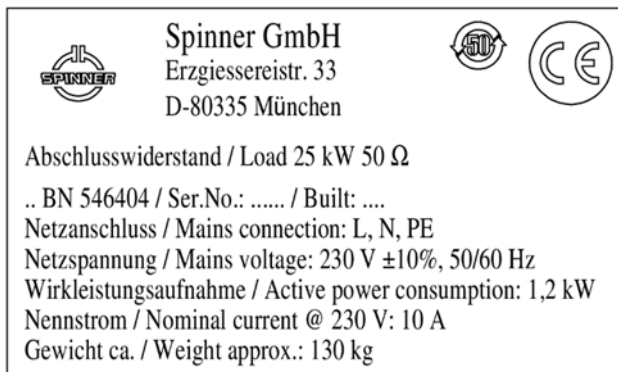 Spinner GmbH
Erzgiessereistr. 33
D-80335 München
SPINNER
50
CE
Abschlusswiderstand / Load 25 kW 50 Ω
.. BN 546404 / Ser.No.: ...... / Built: ....
Netzanschluss / Mains connection: L, N, PE
Netzspannung / Mains voltage: 230 V ±10%, 50/60 Hz
Wirkleistungsaufnahme / Active power consumption: 1,2 kW
Nennstrom / Nominal current @ 230 V: 10 A
Gewicht ca. / Weight approx.: 130 kg